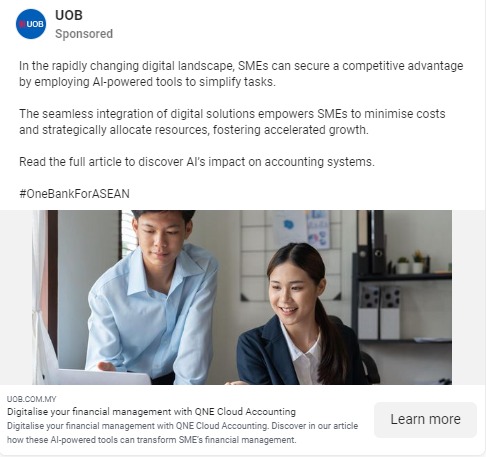 UOB
UOB
Sponsored
In the rapidly changing digital landscape, SMEs can secure a competitive advantage
by employing AI-powered tools to simplify tasks.
The seamless integration of digital solutions empowers SMEs to minimise costs
and strategically allocate resources, fostering accelerated growth.
Read the full article to discover AI's impact on accounting systems.
#OneBankForASEAN
UOB.COM.MY
Digitalise your financial management with QNE Cloud Accounting
Digitalise your financial management with QNE Cloud Accounting. Discover in our article
how these AI-powered tools can transform SME's financial management.
Learn more